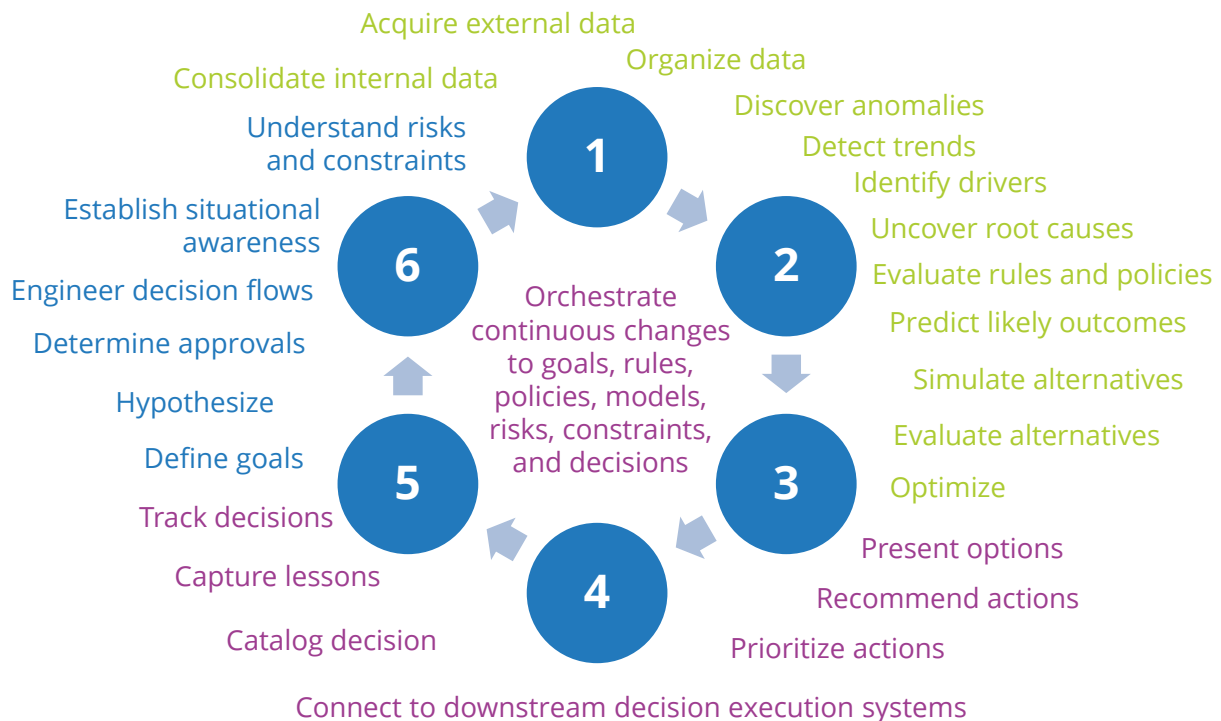 Acquire external data
Organize data
Consolidate internal data
Discover anomalies
Understand risks
and constraints
1
Detect trends
Identify drivers
Establish situational
awareness
6
2
Uncover root causes
Evaluate rules and policies
Engineer decision flows
Orchestrate
continuous changes
to goals, rules,
policies, models,
risks, constraints,
and decisions
Predict likely outcomes
Determine approvals
Simulate alternatives
Hypothesize
Evaluate alternatives
Define goals
5
3
Optimize
Track decisions
Present options
Capture lessons
4
Recommend actions
Catalog decision
Prioritize actions
Connect to downstream decision execution systems